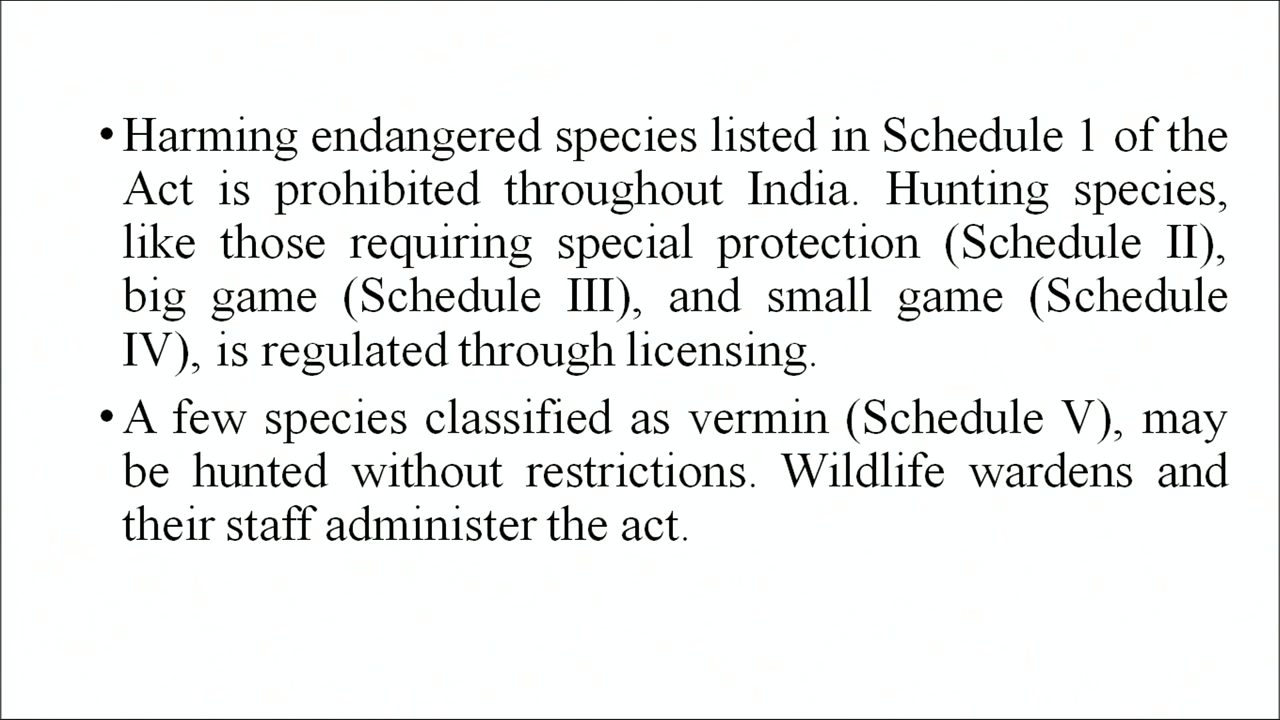 • Harming endangered species listed in Schedule 1 of the
Act is prohibited throughout India. Hunting species,
like those requiring special protection (Schedule II),
big game (Schedule III), and small game (Schedule
IV), is regulated through licensing.
• A few species classified as vermin (Schedule V), may
be hunted without restrictions. Wildlife wardens and
their staff administer the act.